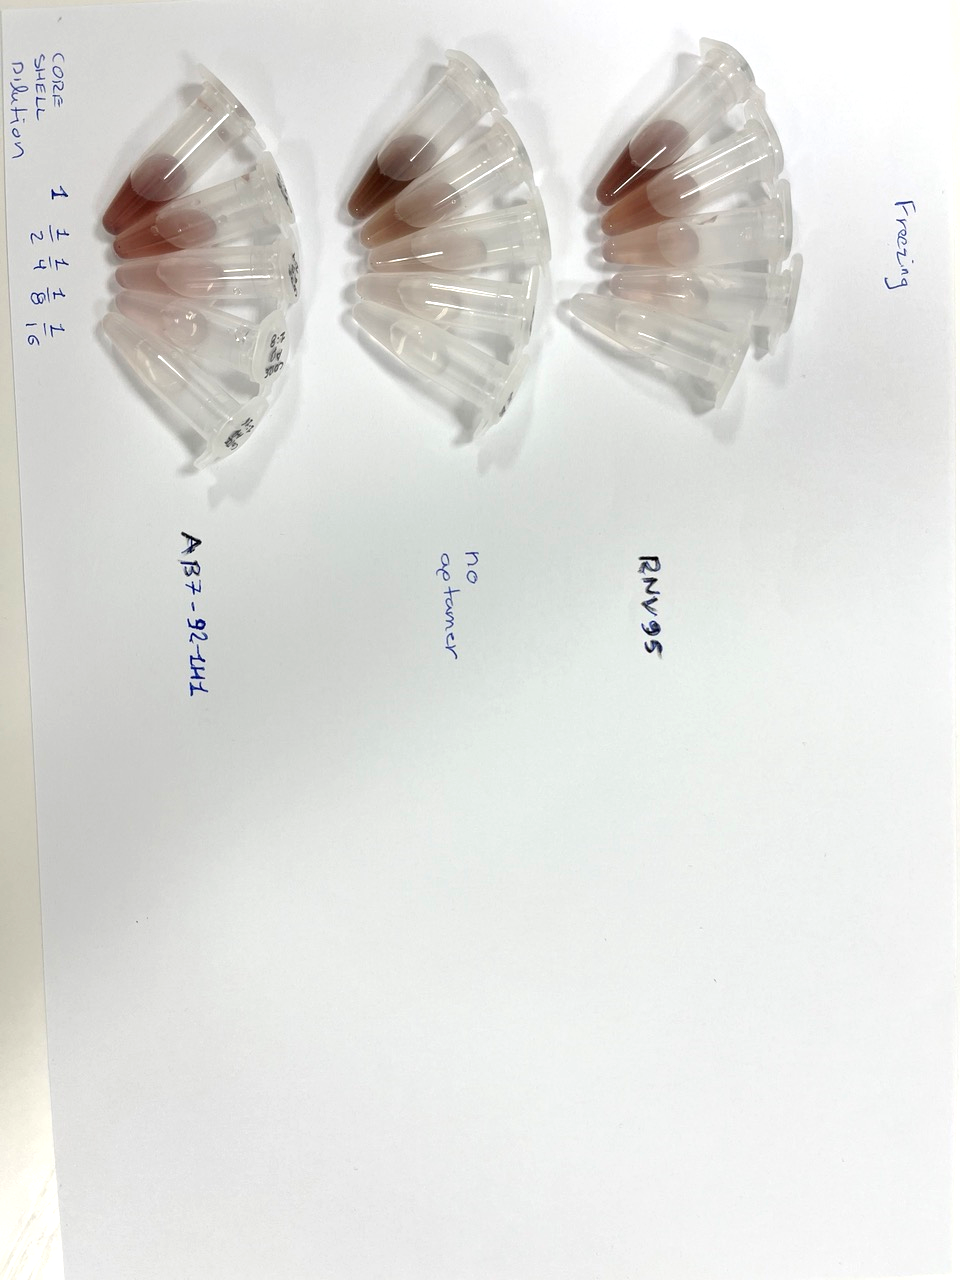 Freezing
RNV95
no
aptamer
AB7-92-1H1
CORE
SHELL
Dilution
1 1/2 1/4 1/8 1/16